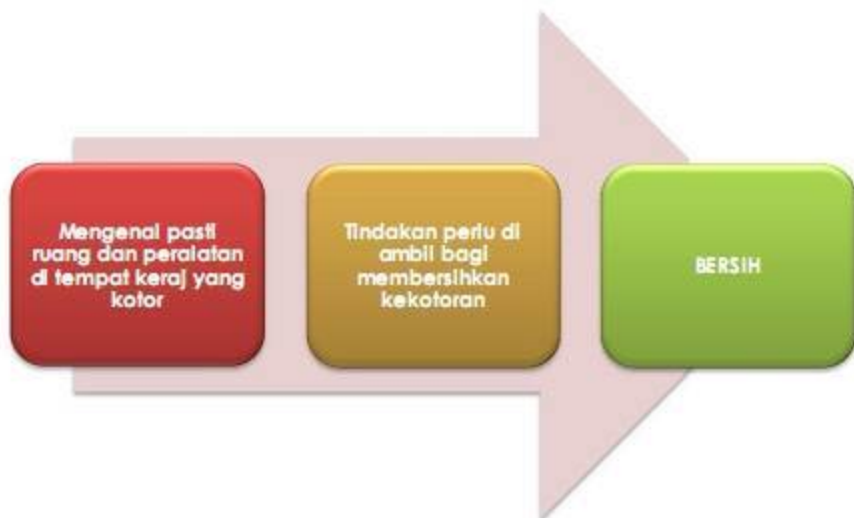 Mengenal pasti
ruang dan peralatan
di tempat keraj yang
kotor
Tindakan perlu di
ambil bagi
membersihkan
kekotoran
BERSIH